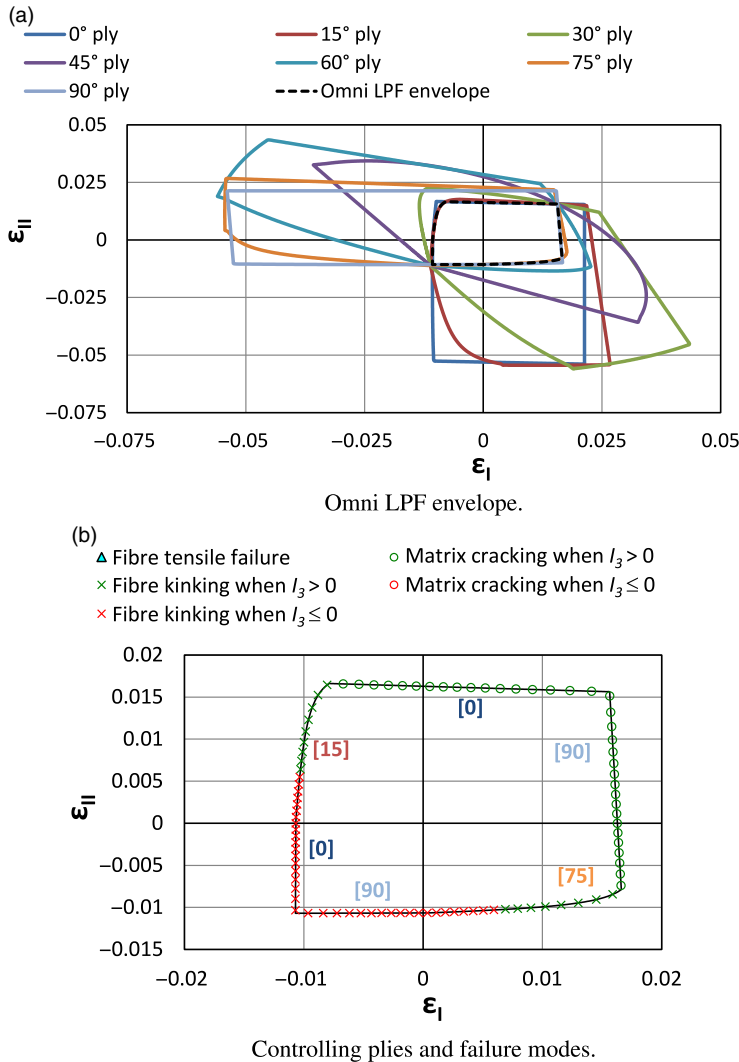 (a)
0° ply 15° ply 30° ply
45° ply 60° ply 75° ply
90° ply Omni LPF envelope
0.05
0.025
0
−0.025
−0.05
−0.075
−0.075 −0.05 −0.025 0 0.025 0.05
εII
εI
Omni LPF envelope.
(b)
Fibre tensile failure Matrix cracking when I3 > 0
Fibre kinking when I3 > 0 Matrix cracking when I3 ≤ 0
Fibre kinking when I3 ≤ 0
0.02
0.015
0.01
0.005
0
−0.005
−0.01
−0.015
−0.02 −0.01 0 0.01 0.02
εII
εI
[0]
[15] [90]
[0]
[90] [75]
Controlling plies and failure modes.